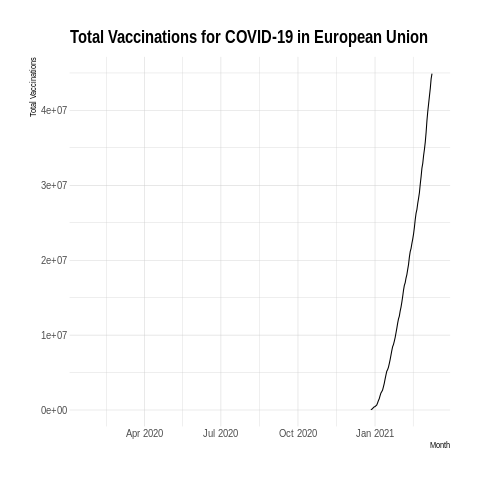 Total Vaccinations for COVID-19 in European Union
Total Vaccinations
4e+07
3e+07
2e+07
1e+07
0e+00
Apr 2020 Jul 2020 Oct 2020 Jan 2021
Month